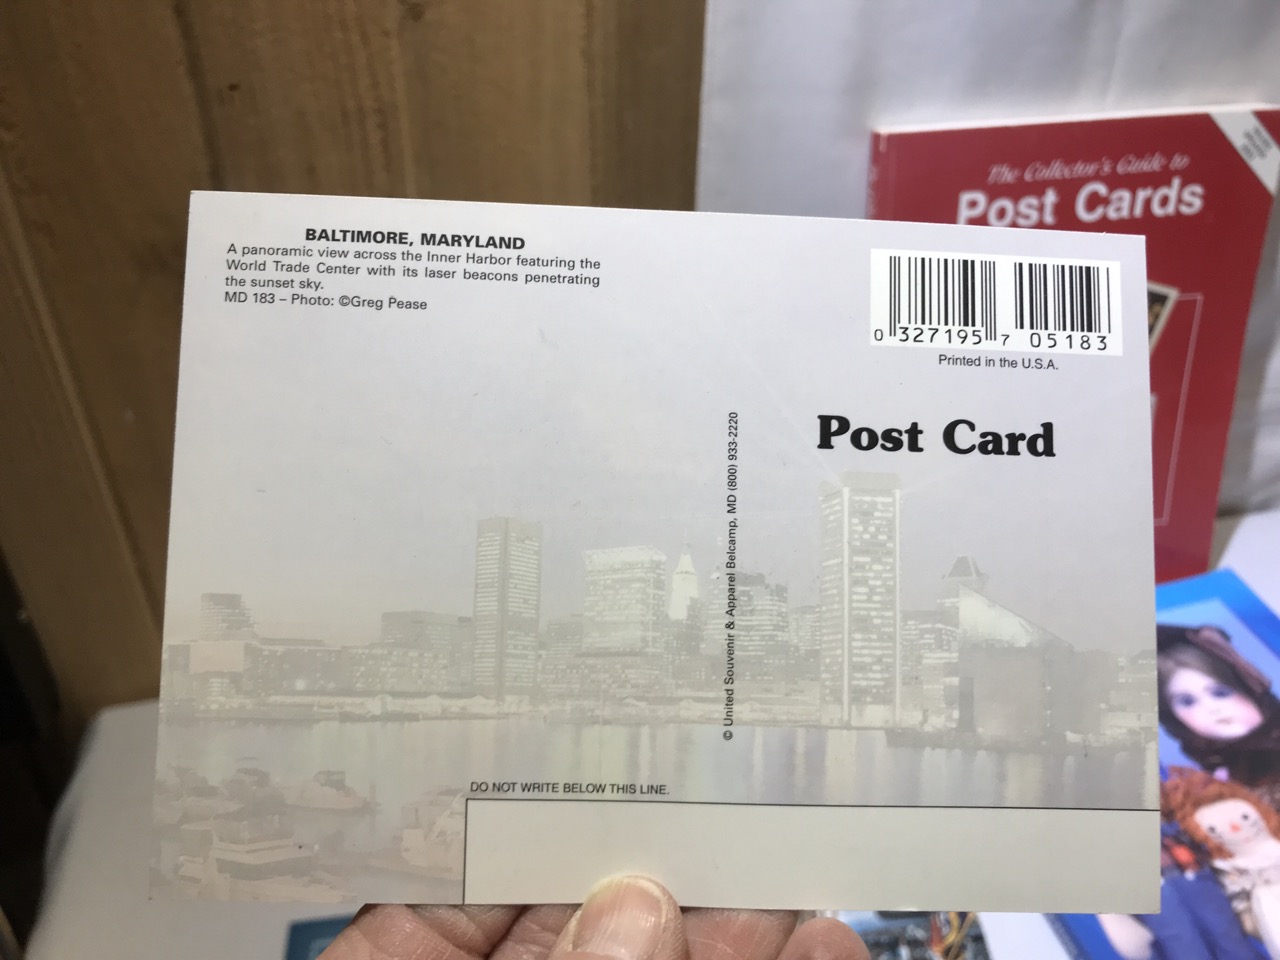 BALTIMORE, MARYLAND
A panoramic view across the Inner Harbor featuring the
World Trade Center with its laser beacons penetrating
the sunset sky.
MD 183 – Photo: ©Greg Pease
0 327195 7 05183
Printed in the U.S.A.
Post Card
© United Souvenir & Apparel Belcamp, MD (800) 933-2220
DO NOT WRITE BELOW THIS LINE.
The Collector's Guide to
Post Cards